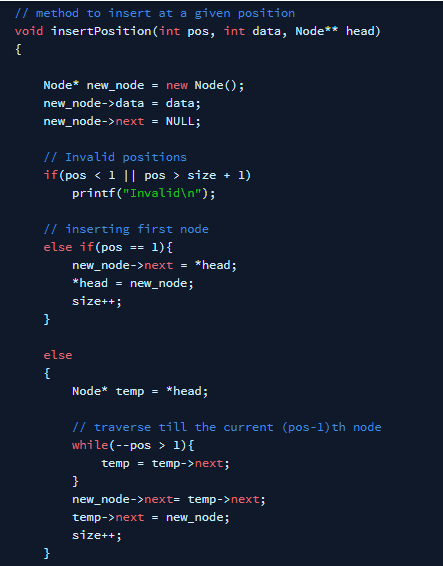 // method to insert at a given position
void insertPosition(int pos, int data, Node** head)
{
Node* new_node = new Node();
new_node->data = data;
new_node->next = NULL;
// Invalid positions
if(pos < 1 || pos > size + 1)
printf("Invalid\n");
// inserting first node
else if(pos == 1){
new_node->next = *head;
*head = new_node;
size++;
}
else
{
Node* temp = *head;
// traverse till the current (pos-1)th node
while(--pos > 1){
temp = temp->next;
}
new_node->next= temp->next;
temp->next = new_node;
size++;
}